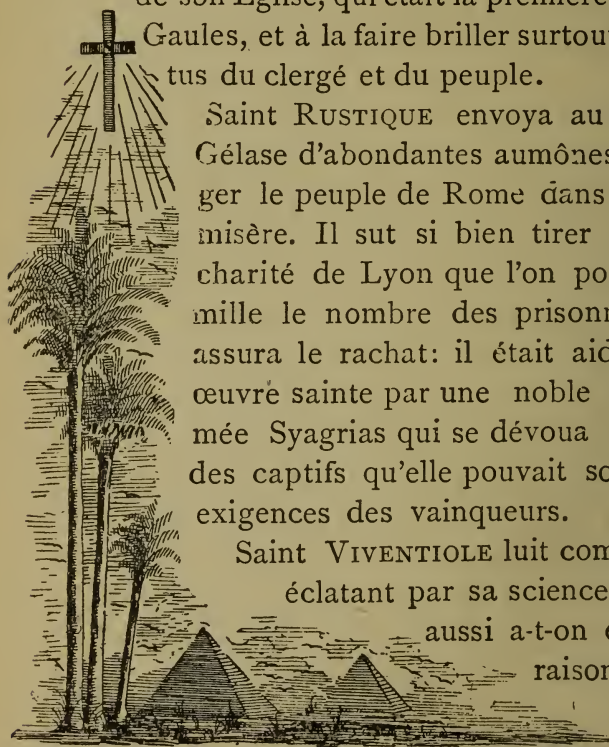 de son Église, qui était la première
Gaules, et à la faire briller surtou
tus du clergé et du peuple.
Saint RUSTIQUE envoya au
Gélase d'abondantes aumônes
ger le peuple de Rome dans
misère. Il sut si bien tirer
charité de Lyon que l'on po
mille le nombre des prisonn
assura le rachat: il était aid
œuvre sainte par une noble
mée Syagrias qui se dévoua
des captifs qu'elle pouvait so
exigences des vainqueurs.
Saint VIVENTIOLE luit com
éclatant par sa science
aussi a-t-on e
raison